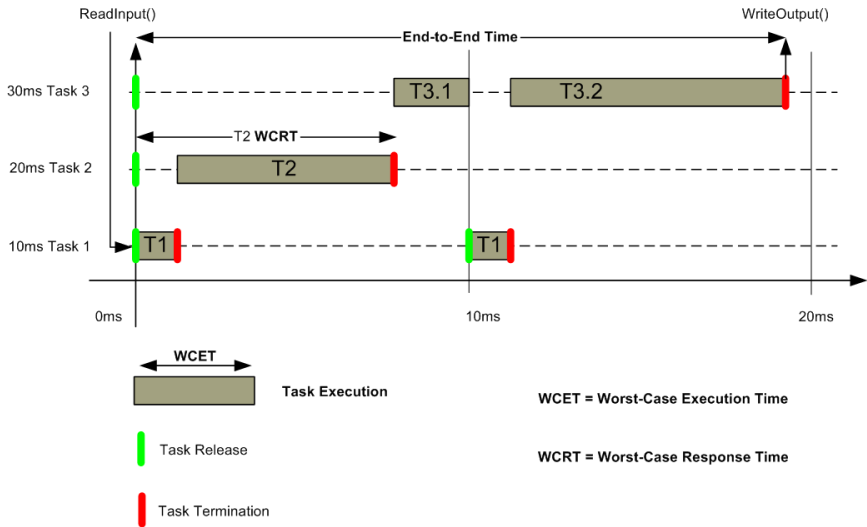 ReadInput()
WriteOutput()
End-to-End Time
30ms Task 3
T3.1
T3.2
T2 WCRT
20ms Task 2
T2
10ms Task 1
T1
T1
0ms
10ms
20ms
WCET
Task Execution
WCET = Worst-Case Execution Time
Task Release
WCRT = Worst-Case Response Time
Task Termination